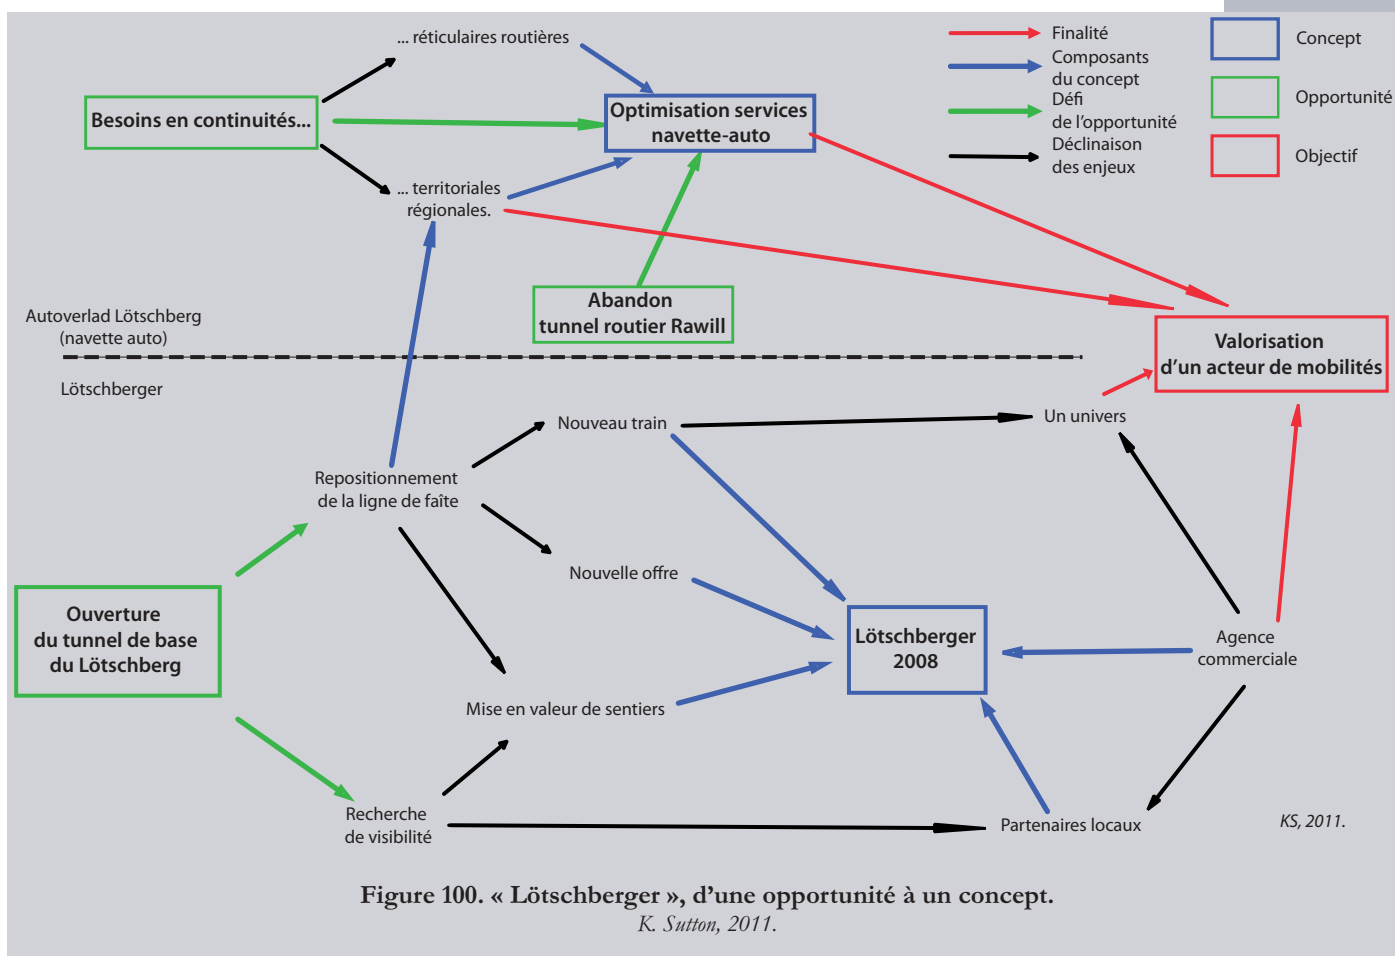 ... réticulaires routières
Besoins en continuités...
Optimisation services
navette-auto
... territoriales
régionales.
Abandon
tunnel routier Rawill
Finalité
Composants
du concept
Défi
de l'opportunité
Déclinaison
des enjeux
Concept
Opportunité
Objectif
Autoverlad Lötschberg
(navette auto)
Lötschberger
Valorisation
d'un acteur de mobilités
Nouveau train
Un univers
Repositionnement
de la ligne de faîte
Nouvelle offre
Ouverture
du tunnel de base
du Lötschberg
Lötschberger
2008
Agence
commerciale
Mise en valeur de sentiers
Recherche
de visibilité
Partenaires locaux
KS, 2011.
Figure 100. « Lötschberger », d'une opportunité à un concept.
K. Sutton, 2011.